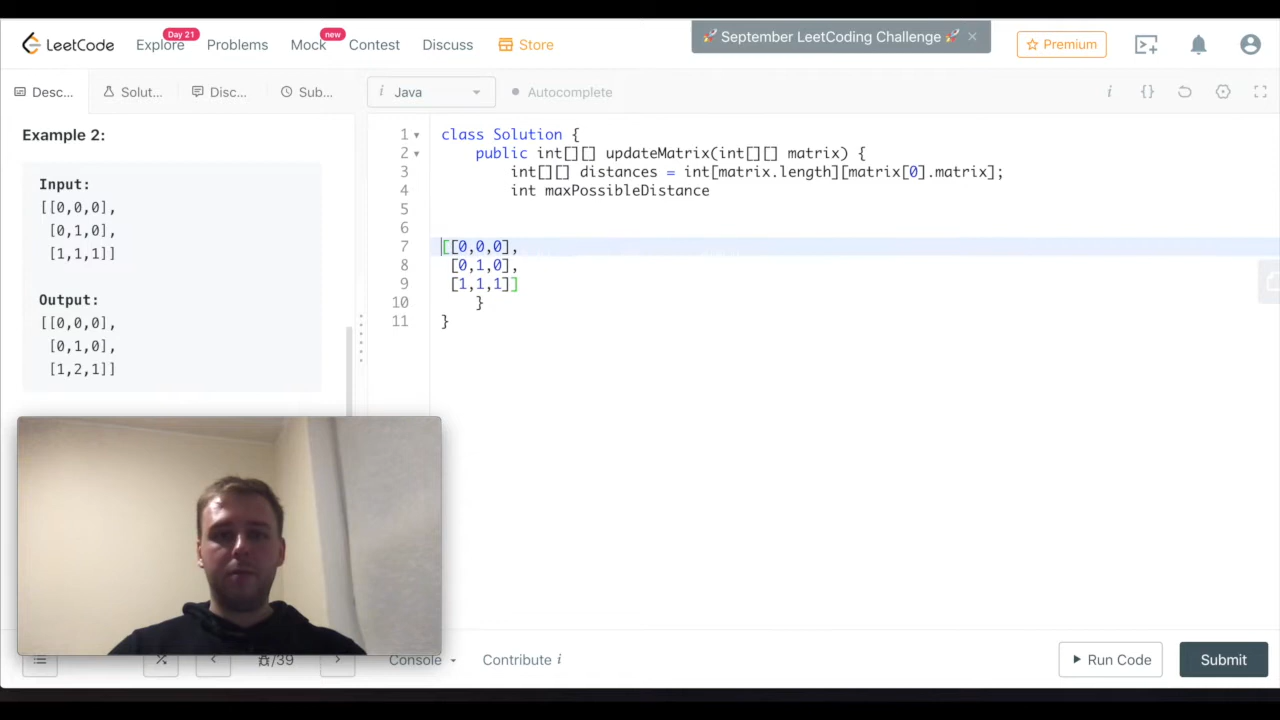 September LeetCoding Challenge
LeetCode
Explore
Day 21
Problems
Mock
new
Contest
Discuss
Store
Premium
Desc...
Solut...
Disc...
Sub...
i
Java
Autocomplete
i
{}
Example 2:
Input:
[[0,0,0],
[0,1,0],
[1,1,1]]
Output:
[[0,0,0],
[0,1,0],
[1,2,1]]
1 class Solution {
2 public int[][] updateMatrix(int[][] matrix) {
3 int[][] distances = int[matrix.length][matrix[0].matrix];
4 int maxPossibleDistance
5
6
7 [[0,0,0],
8 [0,1,0],
9 [1,1,1]]
10 }
11 }
/39
Console
Contribute i
Run Code
Submit